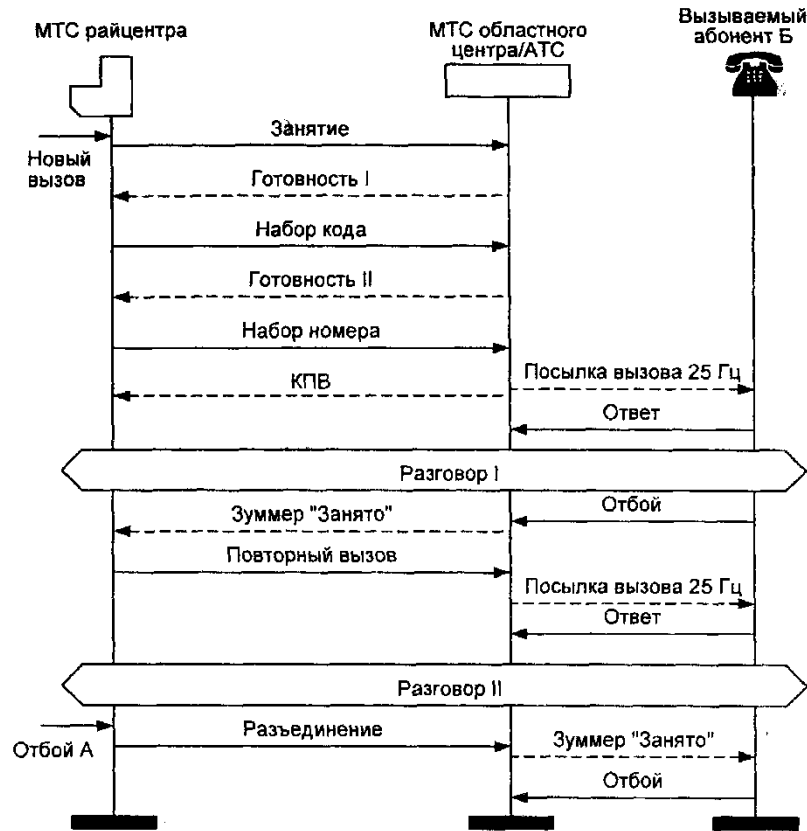 МТС райцентра
МТС областного
центра/АТС
Вызываемый
абонент Б
Новый
вызов
Занятие
Готовность I
Набор кода
Готовность II
Набор номера
КПВ
Посылка вызова 25 Гц
Ответ
Разговор I
Зуммер "Занято"
Отбой
Повторный вызов
Посылка вызова 25 Гц
Ответ
Разговор II
Отбой А
Разъединение
Зуммер "Занято"
Отбой